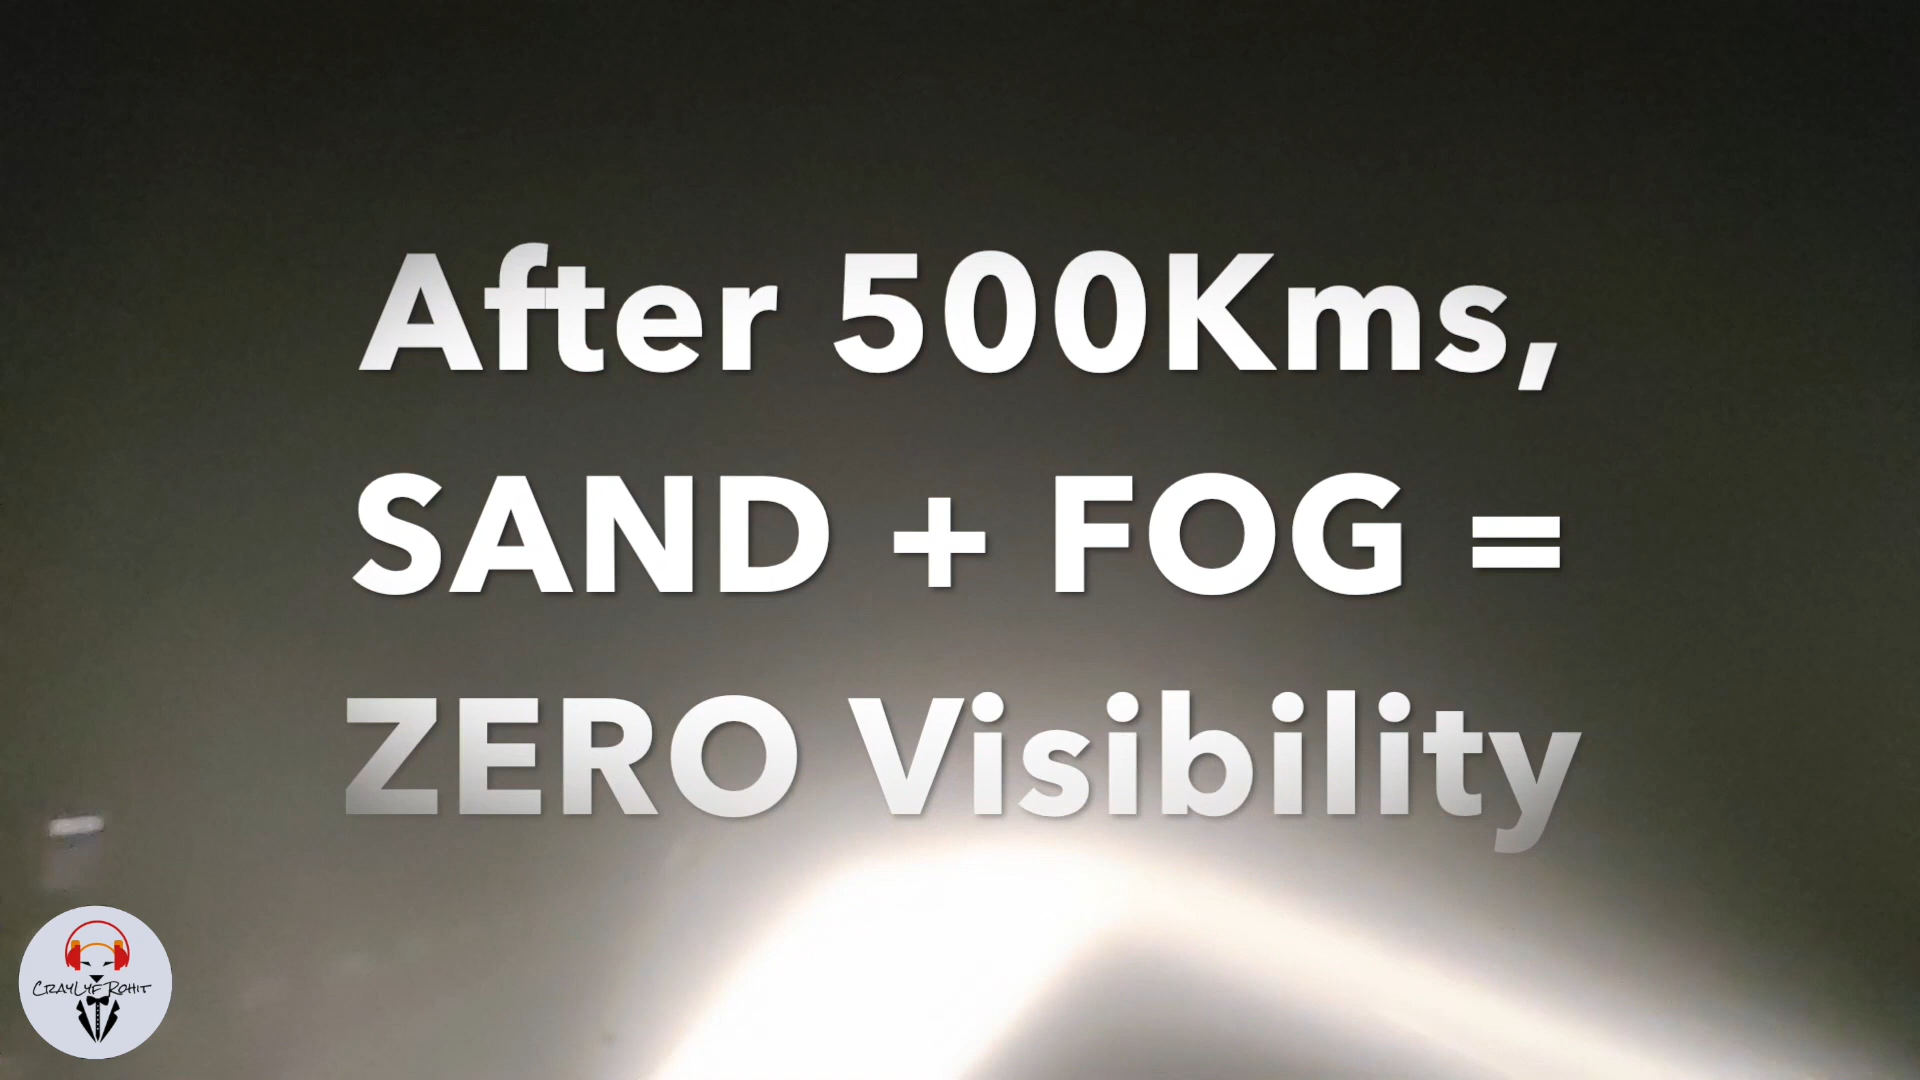 After 500Kms,
SAND + FOG =
ZERO Visibility
CRAYLYF ROHIT